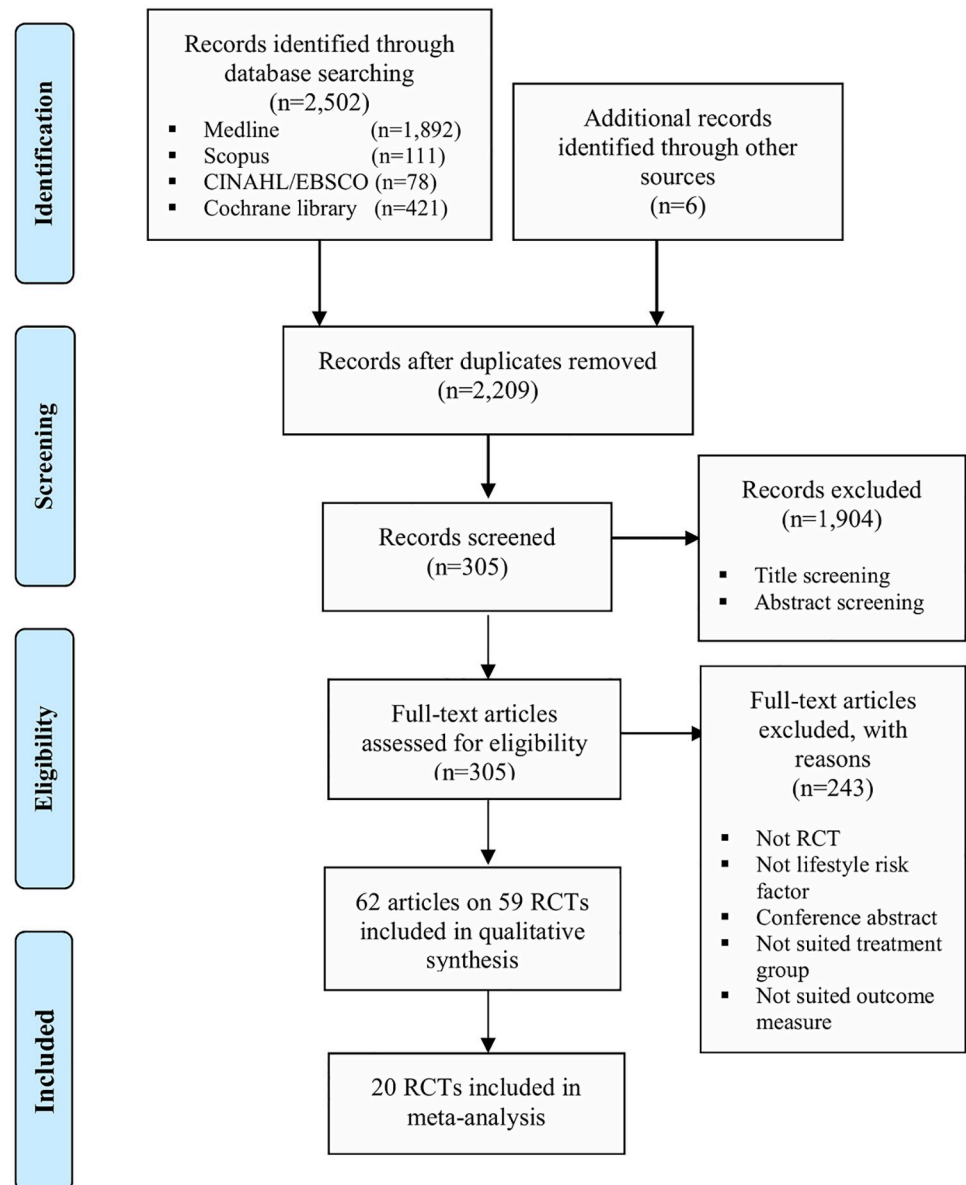 Identification
Records identified through
database searching
(n=2,502)
▪ Medline (n=1,892)
▪ Scopus (n=111)
▪ CINAHL/EBSCO (n=78)
▪ Cochrane library (n=421)
Additional records
identified through other
sources
(n=6)
Screening
Records after duplicates removed
(n=2,209)
Records screened
(n=305)
Records excluded
(n=1,904)
▪ Title screening
▪ Abstract screening
Eligibility
Full-text articles
assessed for eligibility
(n=305)
Full-text articles
excluded, with
reasons
(n=243)
▪ Not RCT
▪ Not lifestyle risk
factor
▪ Conference abstract
▪ Not suited treatment
group
▪ Not suited outcome
measure
62 articles on 59 RCTs
included in qualitative
synthesis
Included
20 RCTs included in
meta-analysis